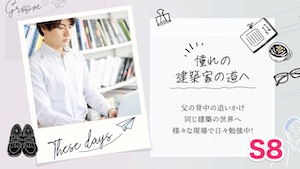 Groom
These days
憧れの
建築家の道へ
父の背中の追いかけ
同じ建築の世界へ
様々な現場で日々勉強中!
S8